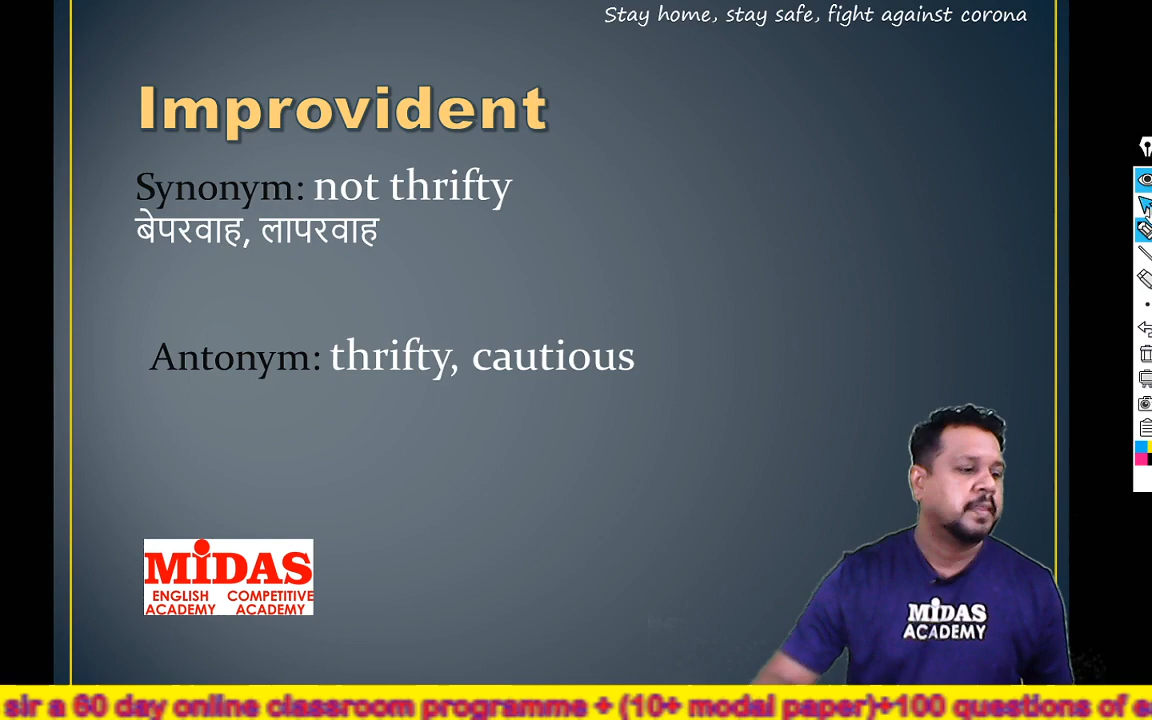 Stay home, stay safe, fight against corona
Improvident
Synonym: not thrifty
बेपरवाह, लापरवाह
Antonym: thrifty, cautious
MiDAS
ENGLISH COMPETITIVE
ACADEMY ACADEMY
MiDAS
ACADEMY
sir a 60 day online classroom programme + (10+ modal paper)+100 questions of